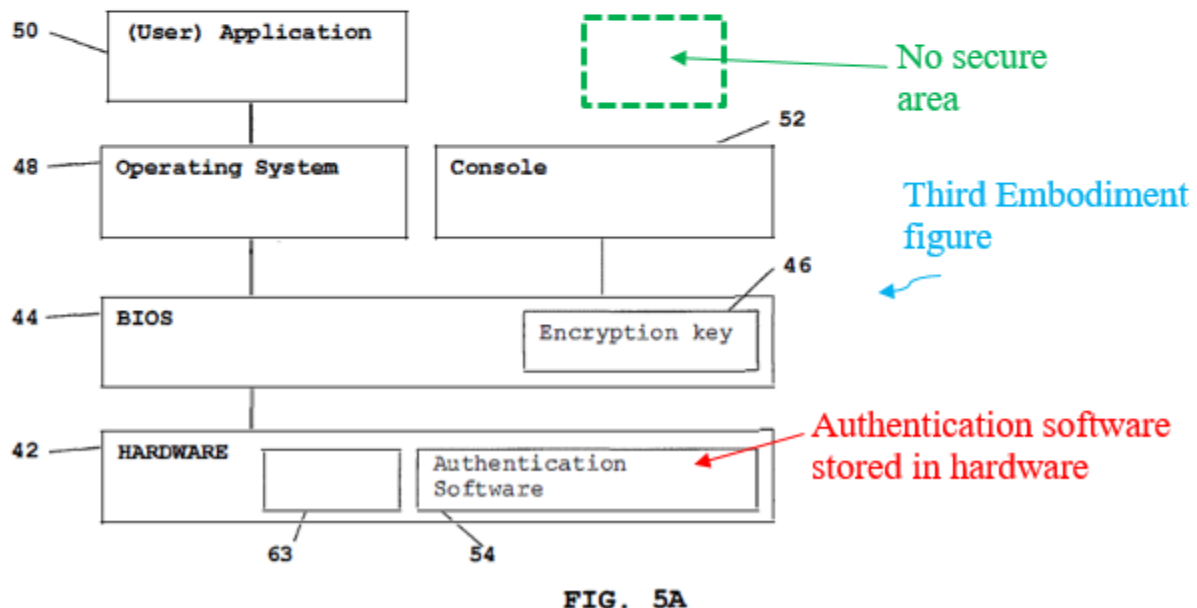 50
(User) Application
No secure
area
52
48
Operating System
Console
Third Embodiment
figure
46
44
BIOS
Encryption key
Authentication software
stored in hardware
42
HARDWARE
Authentication
Software
63
54
FIG. 5A